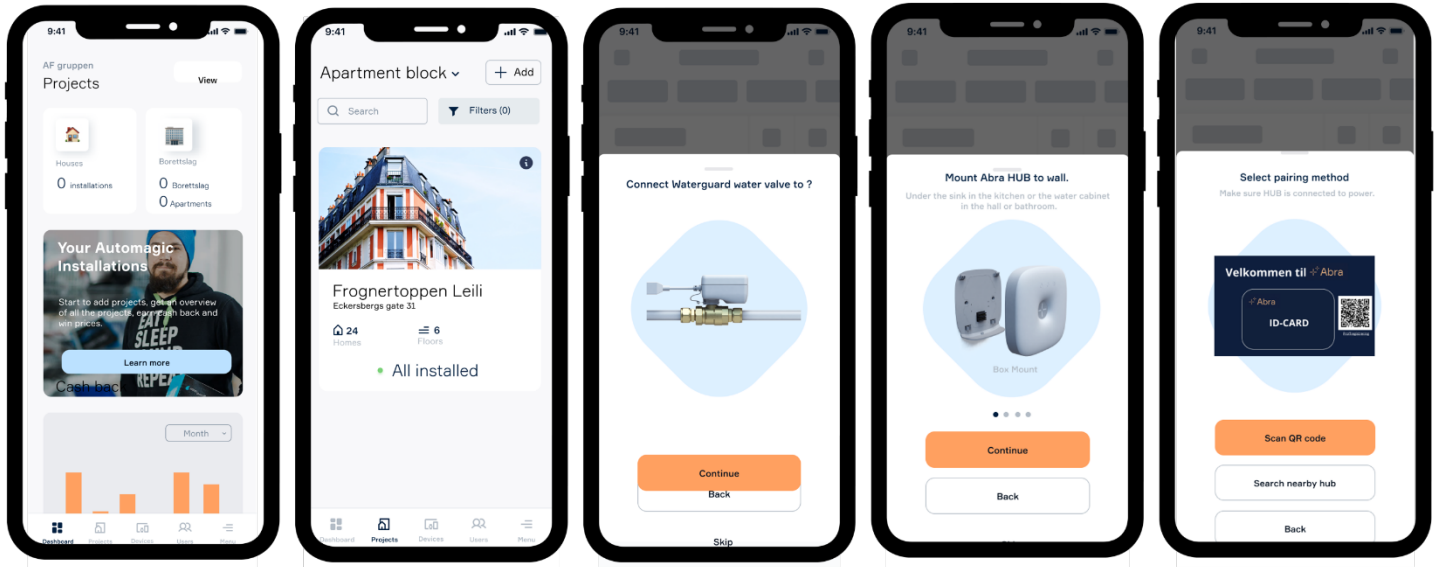 9:41
AF gruppen
Projects
View
Houses
0 installations
Borettslag
0 Borettslag
0 Apartments
Your Automagic
Installations
Start to add projects, get an overview
of all the projects, earn cash back and
win prices.
EAT
SLEEP
REPEAT
Learn more
Cash back
Month
Dashboard
Projects
Devices
Users
Menu
9:41
Apartment block
+ Add
Search
Filters (0)
Frognertoppen Leili
Eckersbergs gate 31
24
Homes
6
Floors
All installed
Dashboard
Projects
Devices
Users
Menu
9:41
Connect Waterguard water valve to ?
Continue
Back
Skip
9:41
Mount Abra HUB to wall.
Under the sink in the kitchen or the water cabinet
in the hall or bathroom.
Box Mount
Continue
Back
9:41
Select pairing method
Make sure HUB is connected to power.
Velkommen til Abra
Abra
ID-CARD
Scan QR code
Search nearby hub
Back